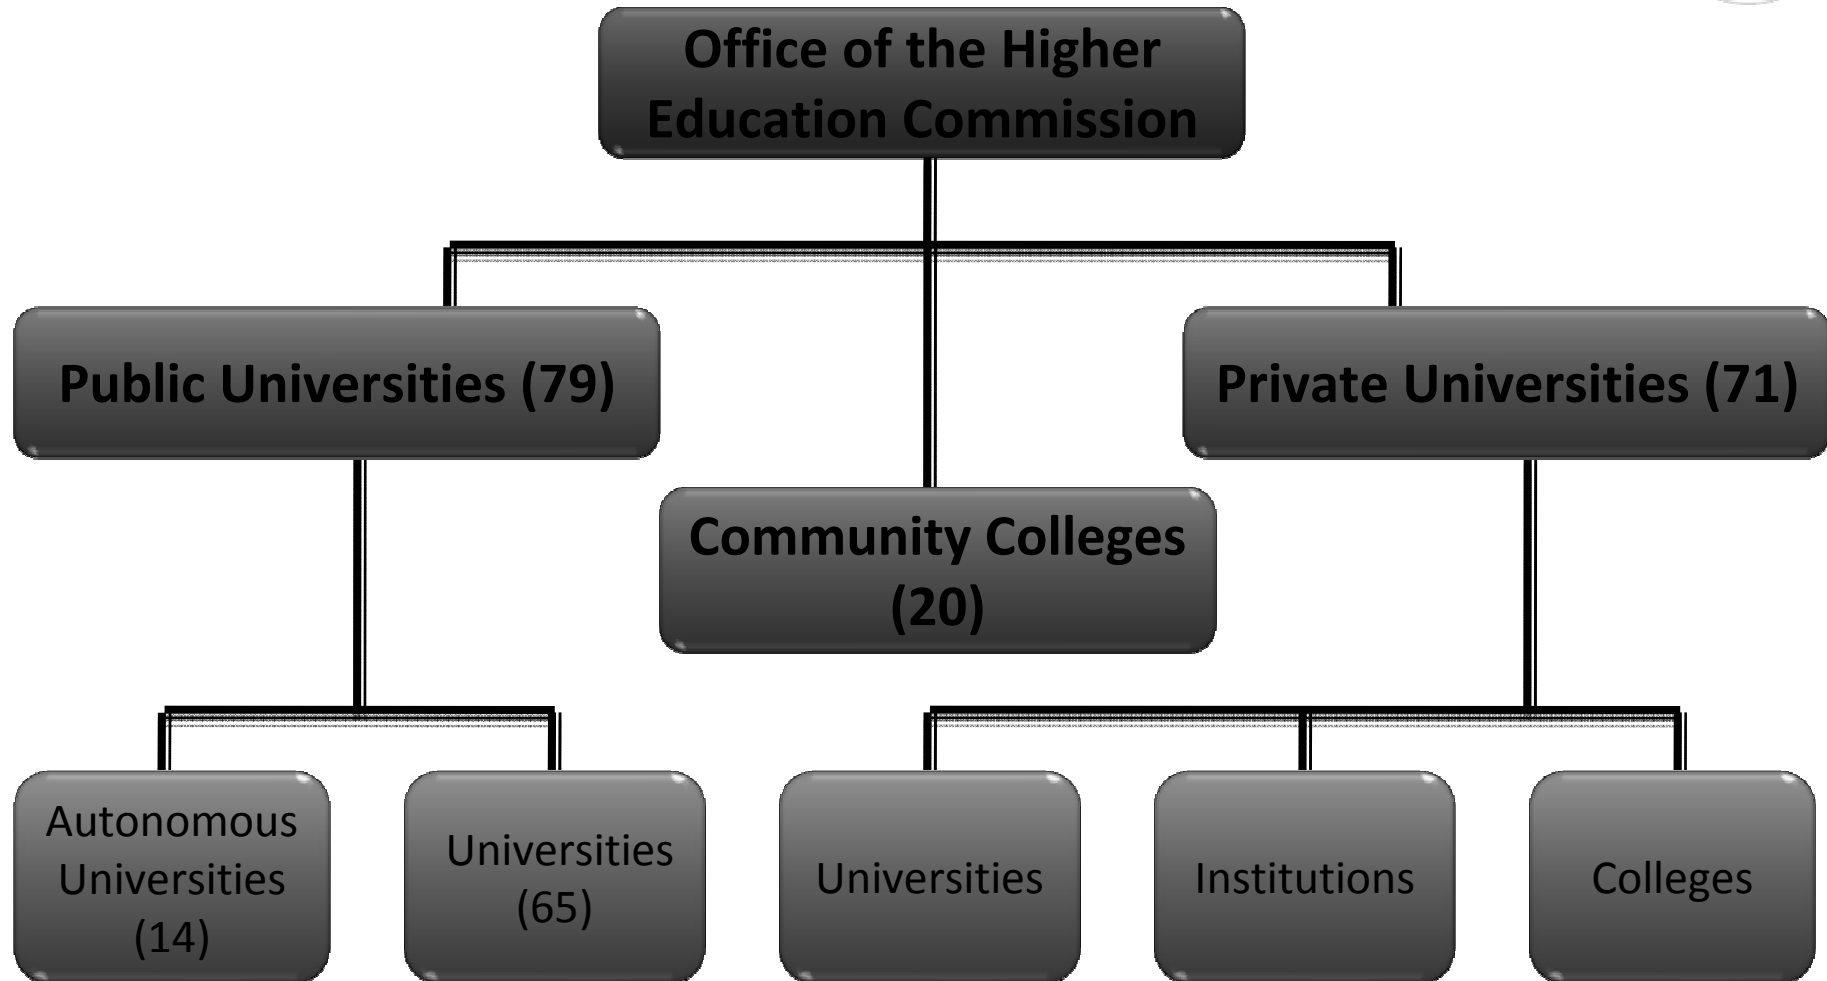 Office of the Higher
Education Commission
Public Universities (79)
Private Universities (71)
Community Colleges
(20)
Autonomous
Universities
(14)
Universities
(65)
Universities
Institutions
Colleges